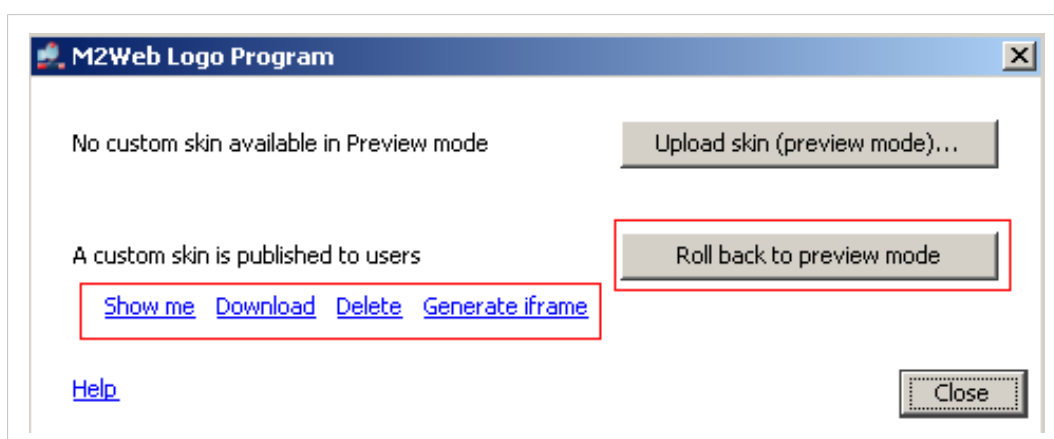 M2Web Logo Program
No custom skin available in Preview mode
Upload skin (preview mode)...
A custom skin is published to users
Roll back to preview mode
Show me Download Delete Generate iframe
Help
Close